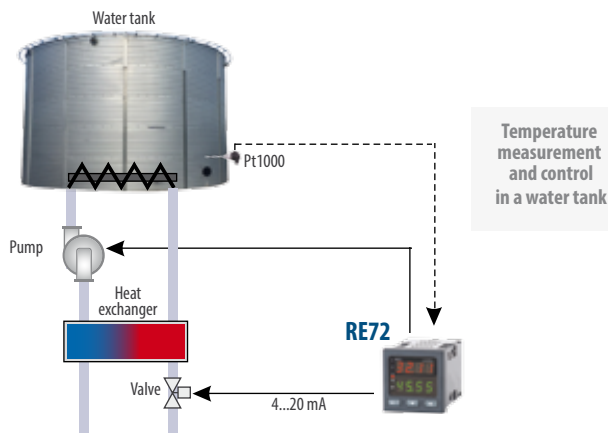 Water tank
Pt1000
Temperature
measurement
and control
in a water tank
Pump
Heat
exchanger
RE72
Valve
4...20 mA